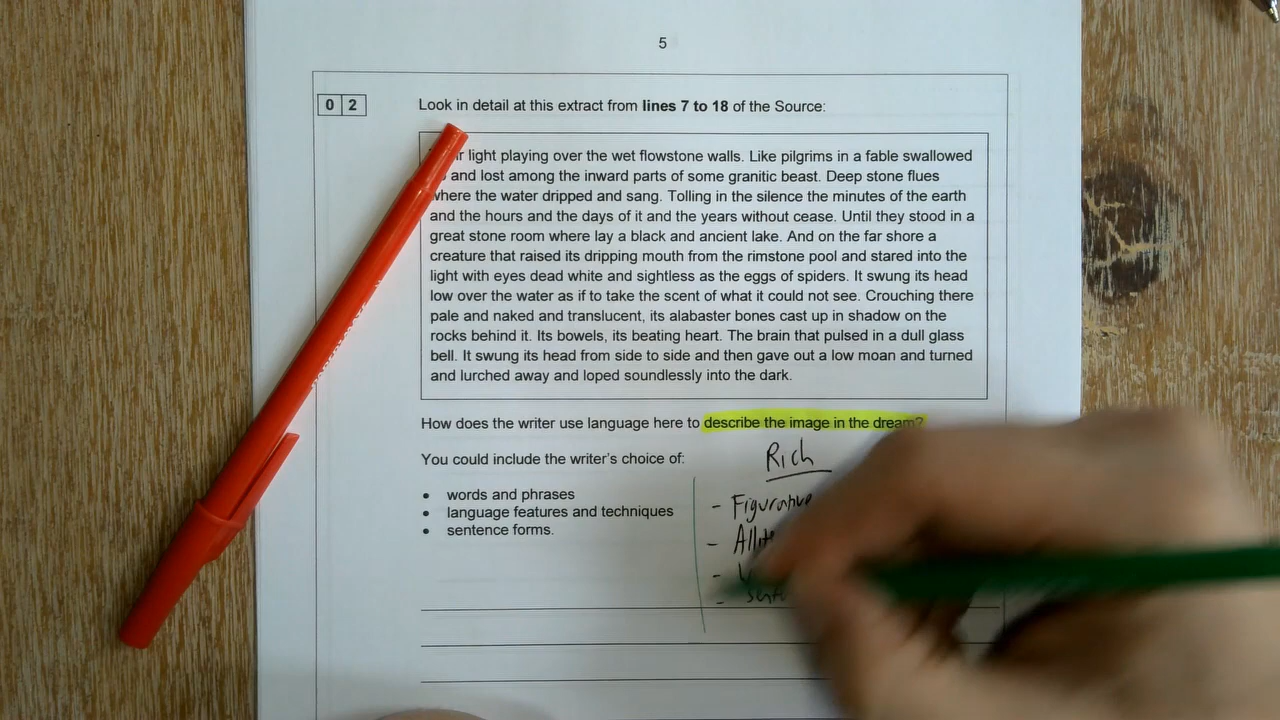 5
0 2
Look in detail at this extract from lines 7 to 18 of the Source:
light playing over the wet flowstone walls. Like pilgrims in a fable swallowed
and lost among the inward parts of some granitic beast. Deep stone flues
where the water dripped and sang. Tolling in the silence the minutes of the earth
and the hours and the days of it and the years without cease. Until they stood in a
great stone room where lay a black and ancient lake. And on the far shore a
creature that raised its dripping mouth from the rimstone pool and stared into the
light with eyes dead white and sightless as the eggs of spiders. It swung its head
low over the water as if to take the scent of what it could not see. Crouching there
pale and naked and translucent, its alabaster bones cast up in shadow on the
rocks behind it. Its bowels, its beating heart. The brain that pulsed in a dull glass
bell. It swung its head from side to side and then gave out a low moan and turned
and lurched away and loped soundlessly into the dark.
How does the writer use language here to describe the image in the dream?
You could include the writer's choice of:
Rich
• words and phrases
• language features and techniques
• sentence forms.
- Figurative